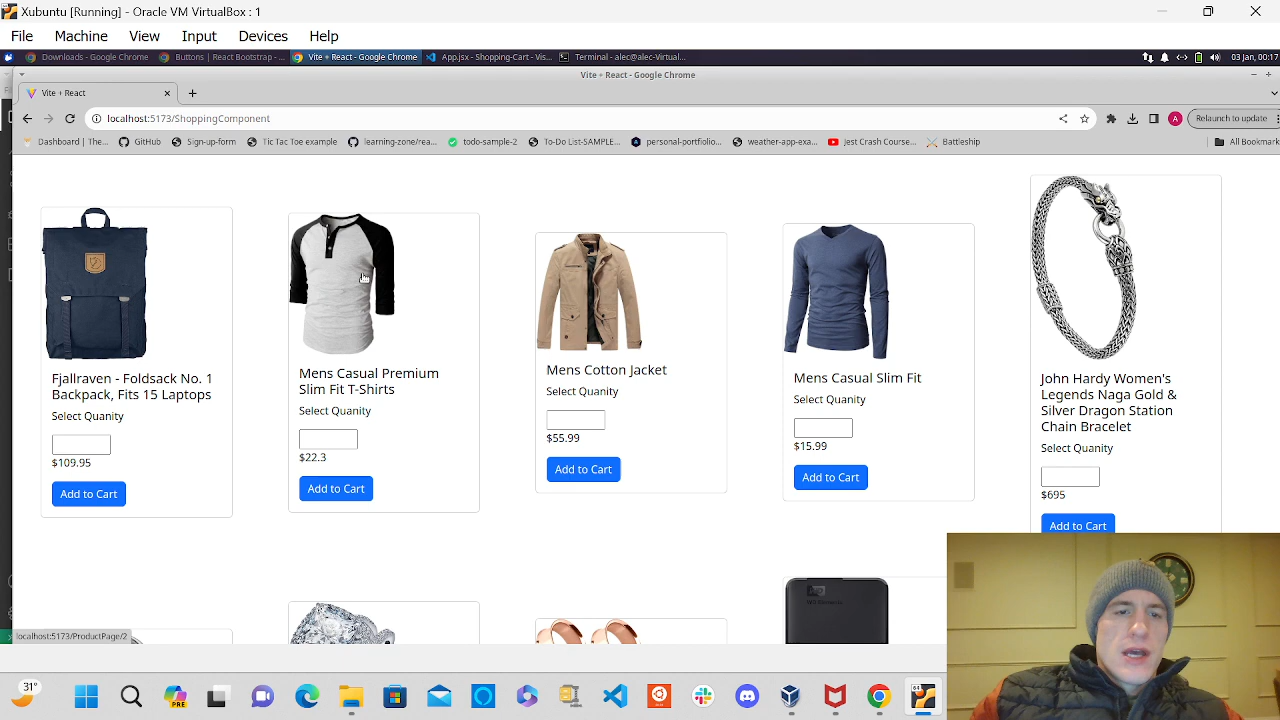 Xubuntu [Running] - Oracle VM VirtualBox : 1
File Machine View Input Devices Help
Downloads - Google Chrome
Buttons | React Bootstrap - ...
Vite + React - Google Chrome
App.jsx - Shopping-Cart - Vis...
Terminal - alec@alec-Virtual...
03 Jan, 00:17
Vite + React - Google Chrome
Vite + React
localhost:5173/ShoppingComponent
A
Relaunch to update
Dashboard | The...
GitHub
Sign-up-form
Tic Tac Toe example
learning-zone/rea...
todo-sample-2
To-Do List-SAMPLE...
personal-portfiolio...
weather-app-exa...
Jest Crash Course...
Battleship
All Bookmark
Fjallraven - Foldsack No. 1
Backpack, Fits 15 Laptops
Select Quanity
$109.95
Add to Cart
Mens Casual Premium
Slim Fit T-Shirts
Select Quanity
$22.3
Add to Cart
Mens Cotton Jacket
Select Quanity
$55.99
Add to Cart
Mens Casual Slim Fit
Select Quanity
$15.99
Add to Cart
John Hardy Women's
Legends Naga Gold &
Silver Dragon Station
Chain Bracelet
Select Quanity
$695
Add to Cart
localhost:5173/ProductPage/2
31°
PRE